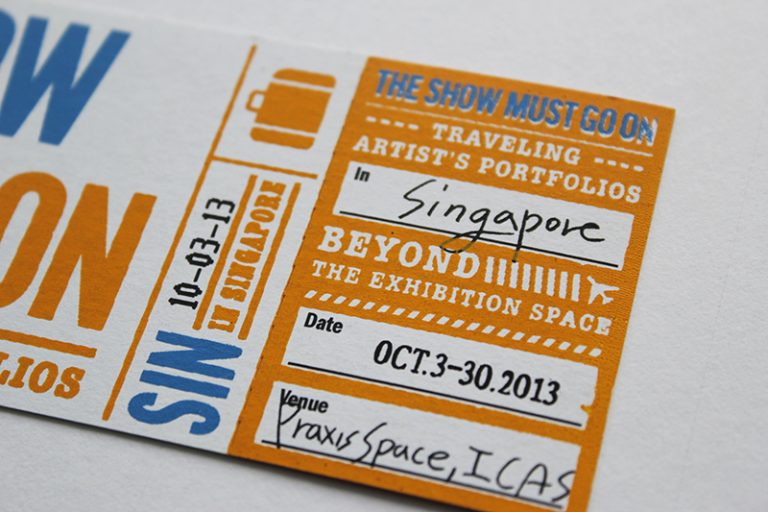 OW
ON
LIOS
SIN
10-03-13
IN SINGAPORE
THE SHOW MUST GO ON
---- TRAVELING ----
ARTIST'S PORTFOLIOS
In
Singapore
BEYOND
THE EXHIBITION SPACE
Date
OCT.3-30.2013
Venue
Praxis Space, ICAS